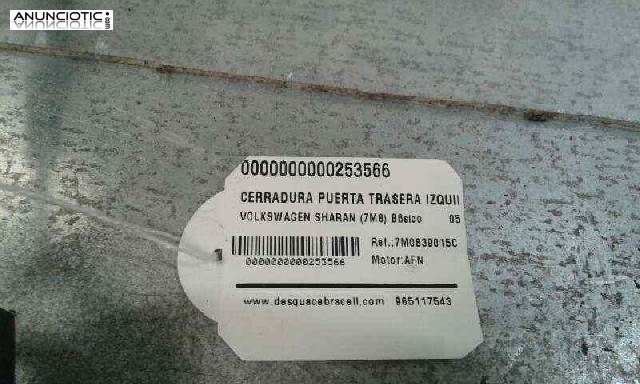 ANUNCIOTIC.com
0000000000253566
CERRADURA PUERTA TRASERA IZQUI
VOLKSWAGEN SHARAN (7M8) Básico 05
Ref.:7M0839015C
0000000000253566
Motor:AFN
www.desguacebracell.com 965117543